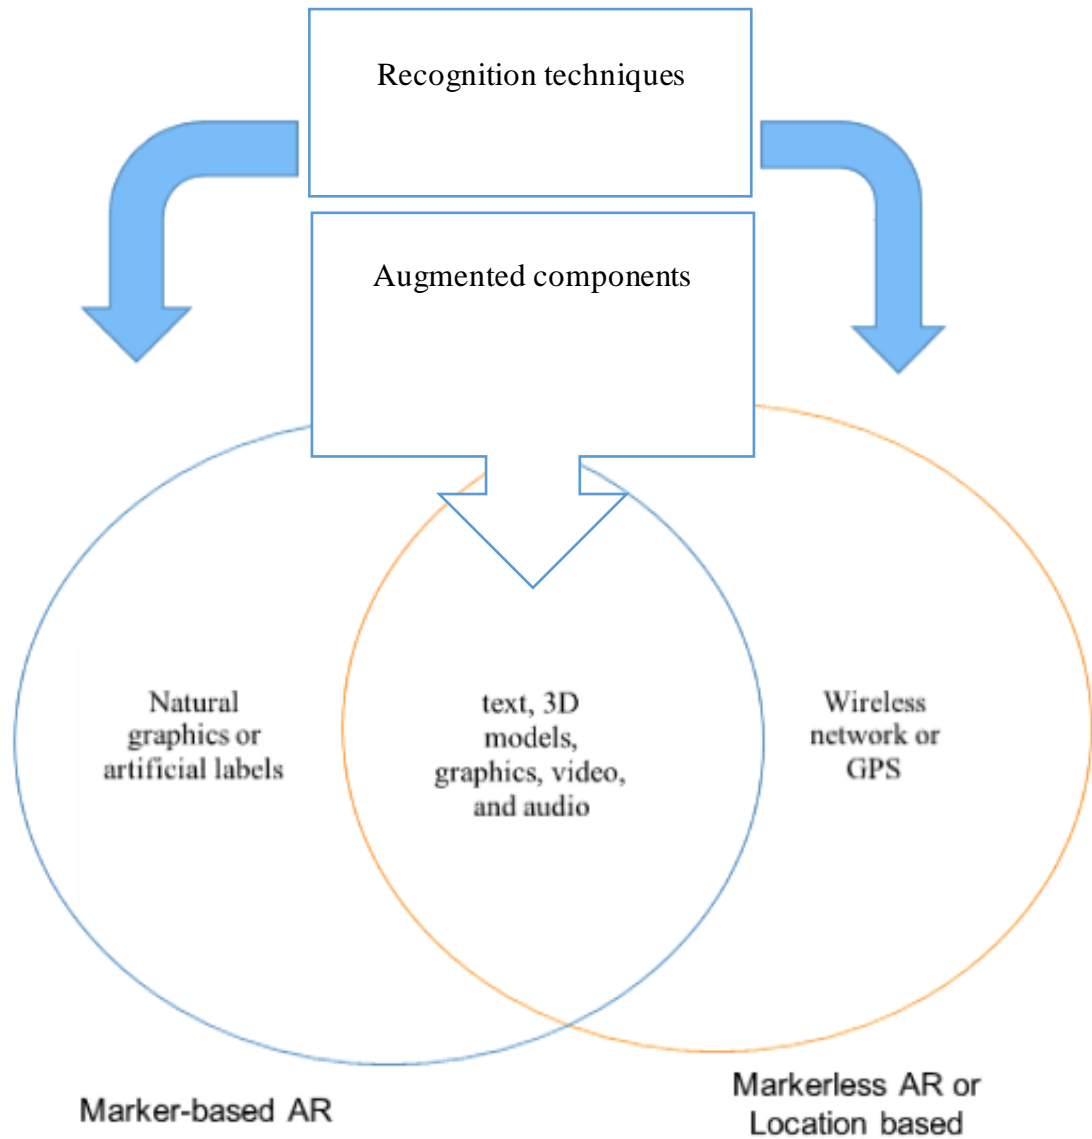 Recognition techniques
Augmented components
Natural
graphics or
artificial labels
text, 3D
models,
graphics, video,
and audio
Wireless
network or
GPS
Marker-based AR
Markerless AR or
Location based